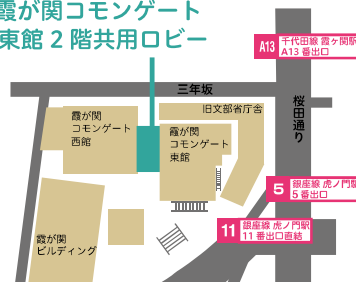 霞が関コモンゲート
東館2階共用ロビー
A13
千代田線 霞ヶ関駅
A13 番出口
三年坂
桜田通り
旧文部省庁舎
霞が関
コモンゲート
西館
霞が関
コモンゲート
東館
5
銀座線 虎ノ門駅
5 番出口
11
銀座線 虎ノ門駅
11 番出口直結
霞が関
ビルディング